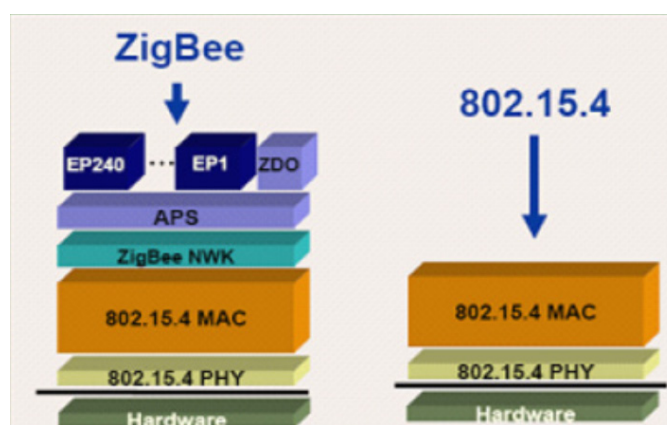 ZigBee
EP240 ... EP1 ZDO
APS
ZigBee NWK
802.15.4 MAC
802.15.4 PHY
Hardware
802.15.4
802.15.4 MAC
802.15.4 PHY
Hardware